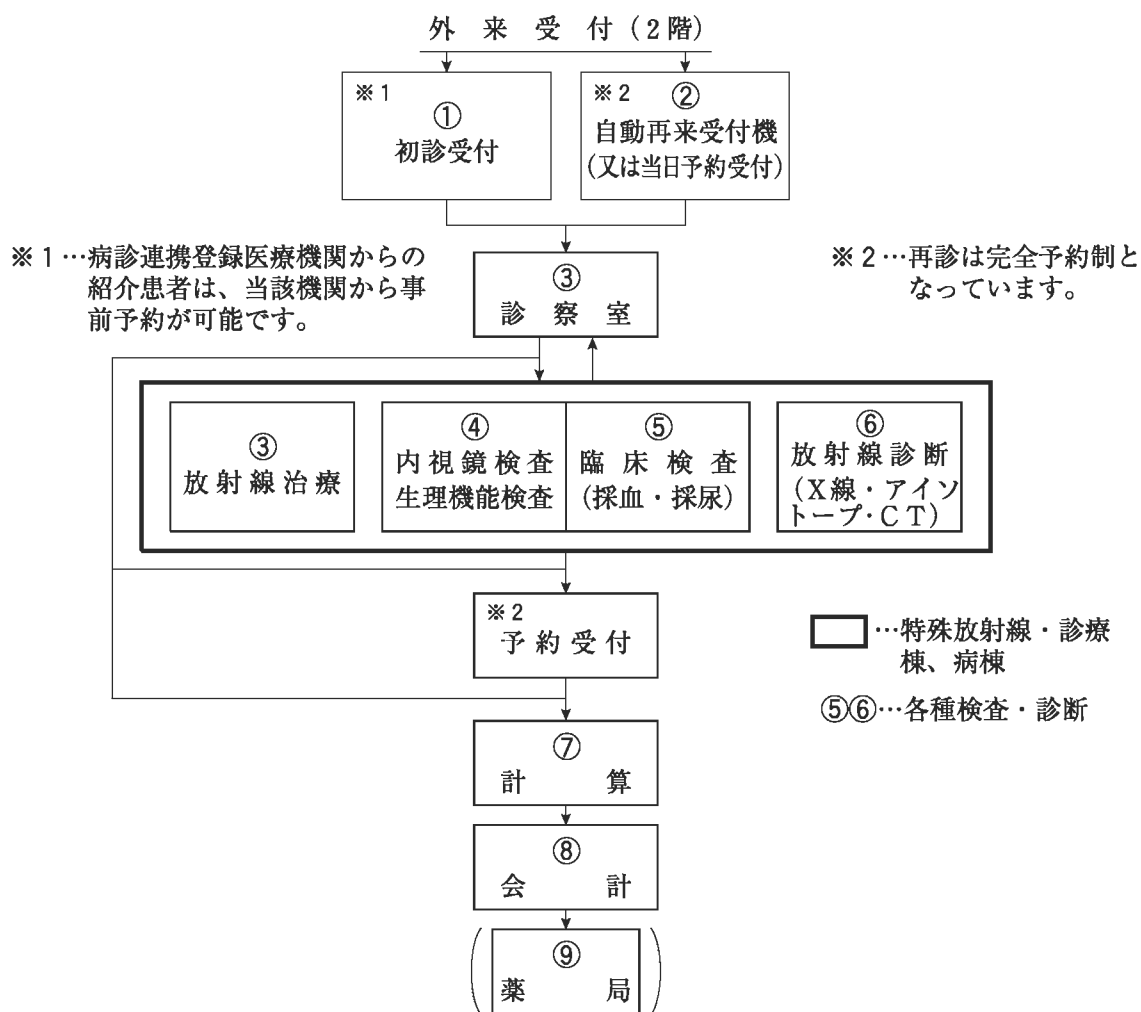 外来受付(2階)
※1
①
初診受付
※2 ②
自動再来受付機
(又は当日予約受付)
※1…病診連携登録医療機関からの
紹介患者は、当該機関から事
前予約が可能です。
③
診察室
※2…再診は完全予約制と
なっています。
③
放射線治療
④
内視鏡検査
生理機能検査
⑤
臨床検査
(採血・採尿)
⑥
放射線診断
(X線・アイソ
トープ・CT)
※2
予約受付
…特殊放射線・診療
棟、病棟
⑤⑥…各種検査・診断
⑦
計算
⑧
会計
⑨
(薬局)